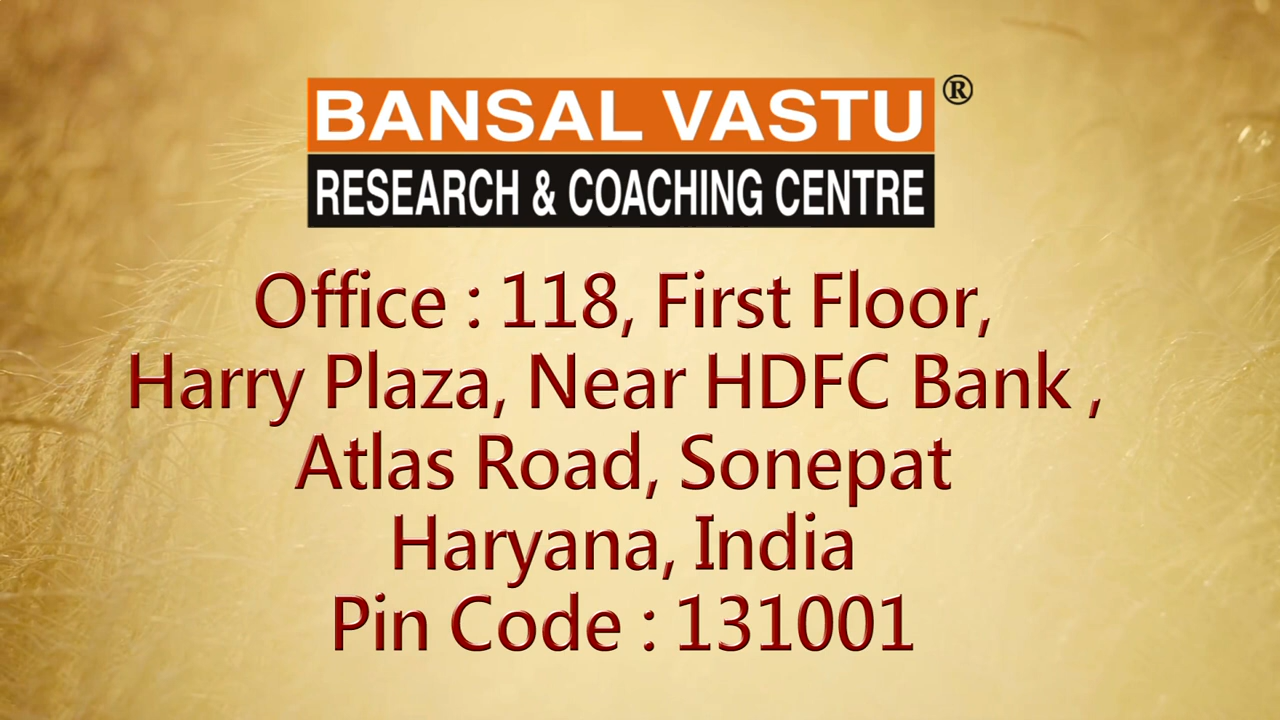 BANSAL VASTU ®
RESEARCH & COACHING CENTRE
Office : 118, First Floor,
Harry Plaza, Near HDFC Bank ,
Atlas Road, Sonepat
Haryana, India
Pin Code : 131001